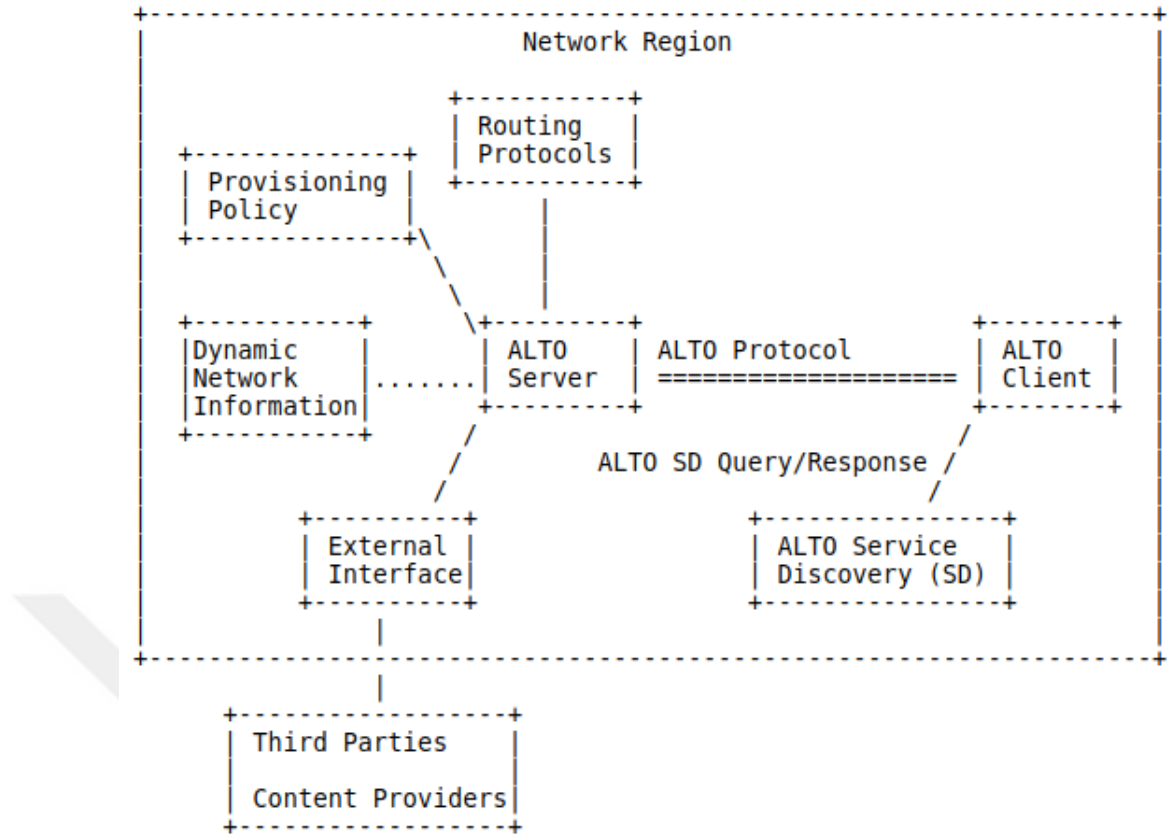 Network Region
Routing
Protocols
Provisioning
Policy
Dynamic
Network
Information
ALTO
Server
ALTO Protocol
ALTO
Client
ALTO SD Query/Response
External
Interface
ALTO Service
Discovery (SD)
Third Parties
Content Providers